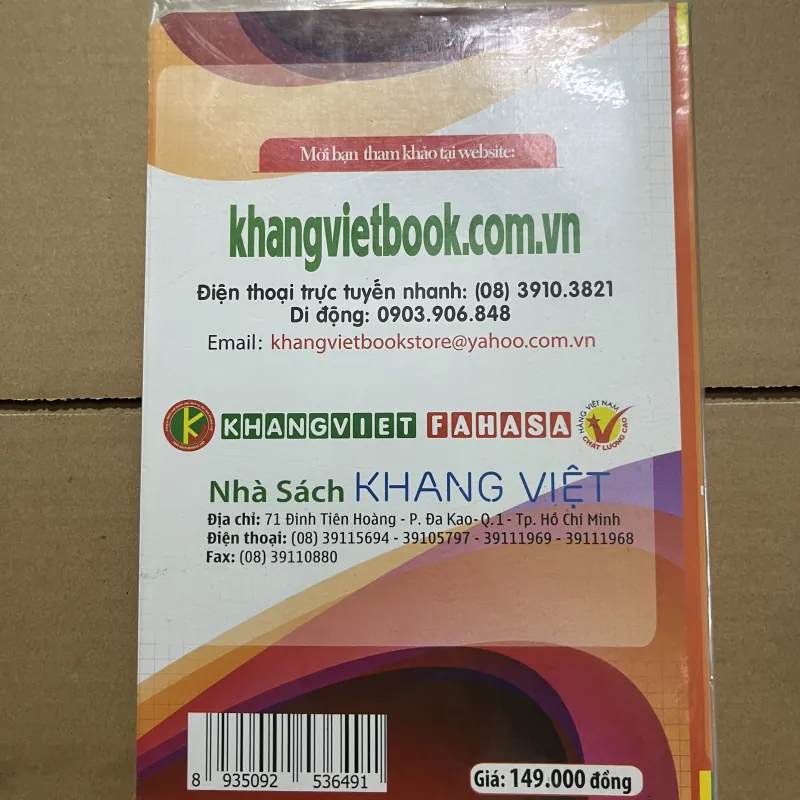 Mời bạn tham khảo tại website:
khangvietbook.com.vn
Điện thoại trực tuyến nhanh: (08) 3910.3821
Di động: 0903.906.848
Email: khangvietbookstore@yahoo.com.vn
K KHANGVIET FAHASA HÀNG VIỆT NAM CHẤT LƯỢNG CAO
Nhà Sách KHANG VIỆT
Địa chỉ: 71 Đinh Tiên Hoàng - P. Đa Kao- Q.1 - Tp. Hồ Chí Minh
Điện thoại: (08) 39115694 - 39105797 - 39111969 - 39111968
Fax: (08) 39110880
8 935092 536491
Giá: 149.000 đồng